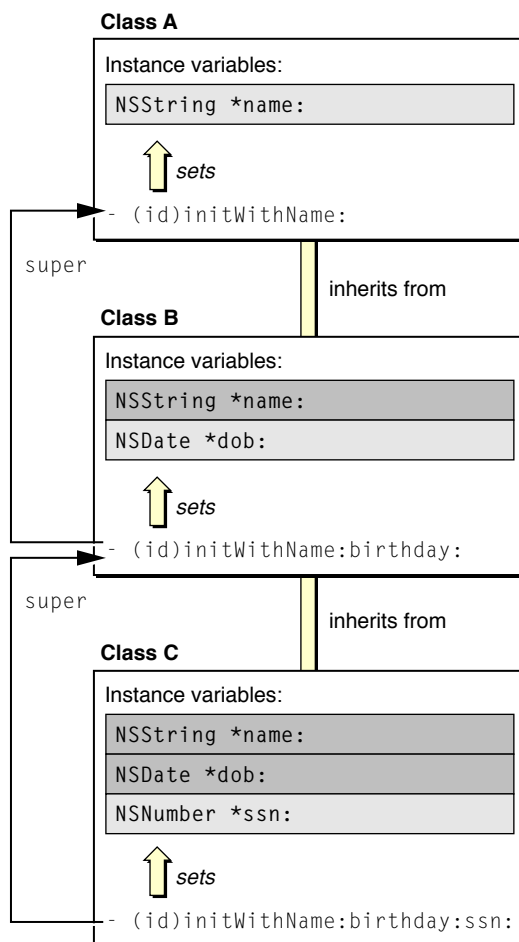 Class A
Instance variables:
NSString *name:
sets
- (id)initWithName:
super
inherits from
Class B
Instance variables:
NSString *name:
NSDate *dob:
sets
- (id)initWithName:birthday:
super
inherits from
Class C
Instance variables:
NSString *name:
NSDate *dob:
NSNumber *ssn:
sets
- (id)initWithName:birthday:ssn: